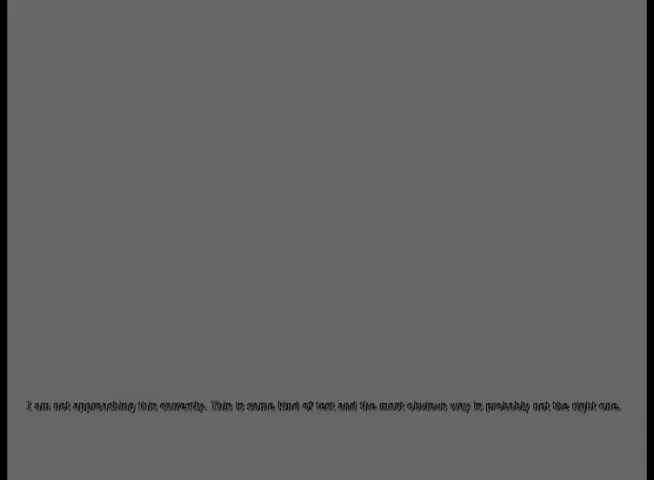 I am not approaching this correctly. This is some kind of test and the most obvious way is probably not the right one.